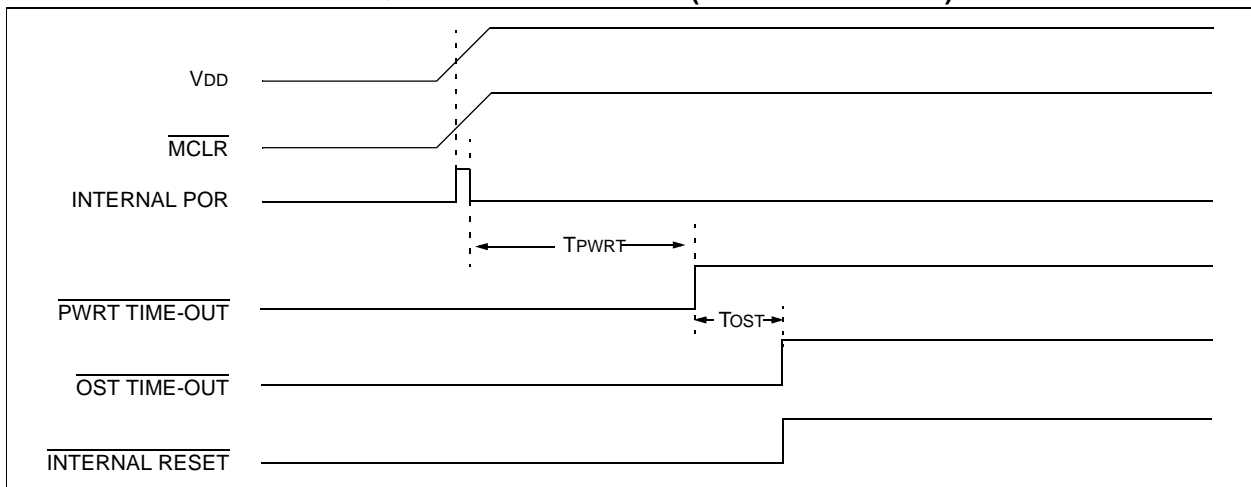 VDD
MCLR
INTERNAL POR
TPWRT
PWRT TIME-OUT
TOST
OST TIME-OUT
INTERNAL RESET